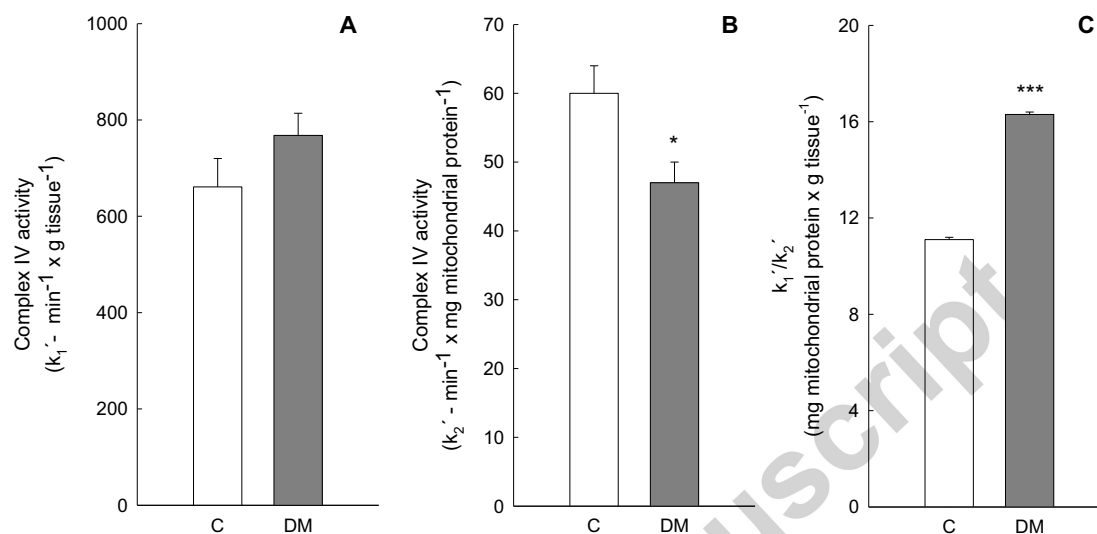 A
Complex IV activity
(k₁´- min⁻¹ x g tissue⁻¹)
1000
800
600
400
200
0
C DM
B
Complex IV activity
(k₂´ - min⁻¹ x mg mitochondrial protein⁻¹)
70
60
50
40
30
20
10
0
*
C DM
C
k₁´/k₂´
(mg mitochondrial protein x g tissue⁻¹)
20
16
12
8
4
0
***
C DM
uscript